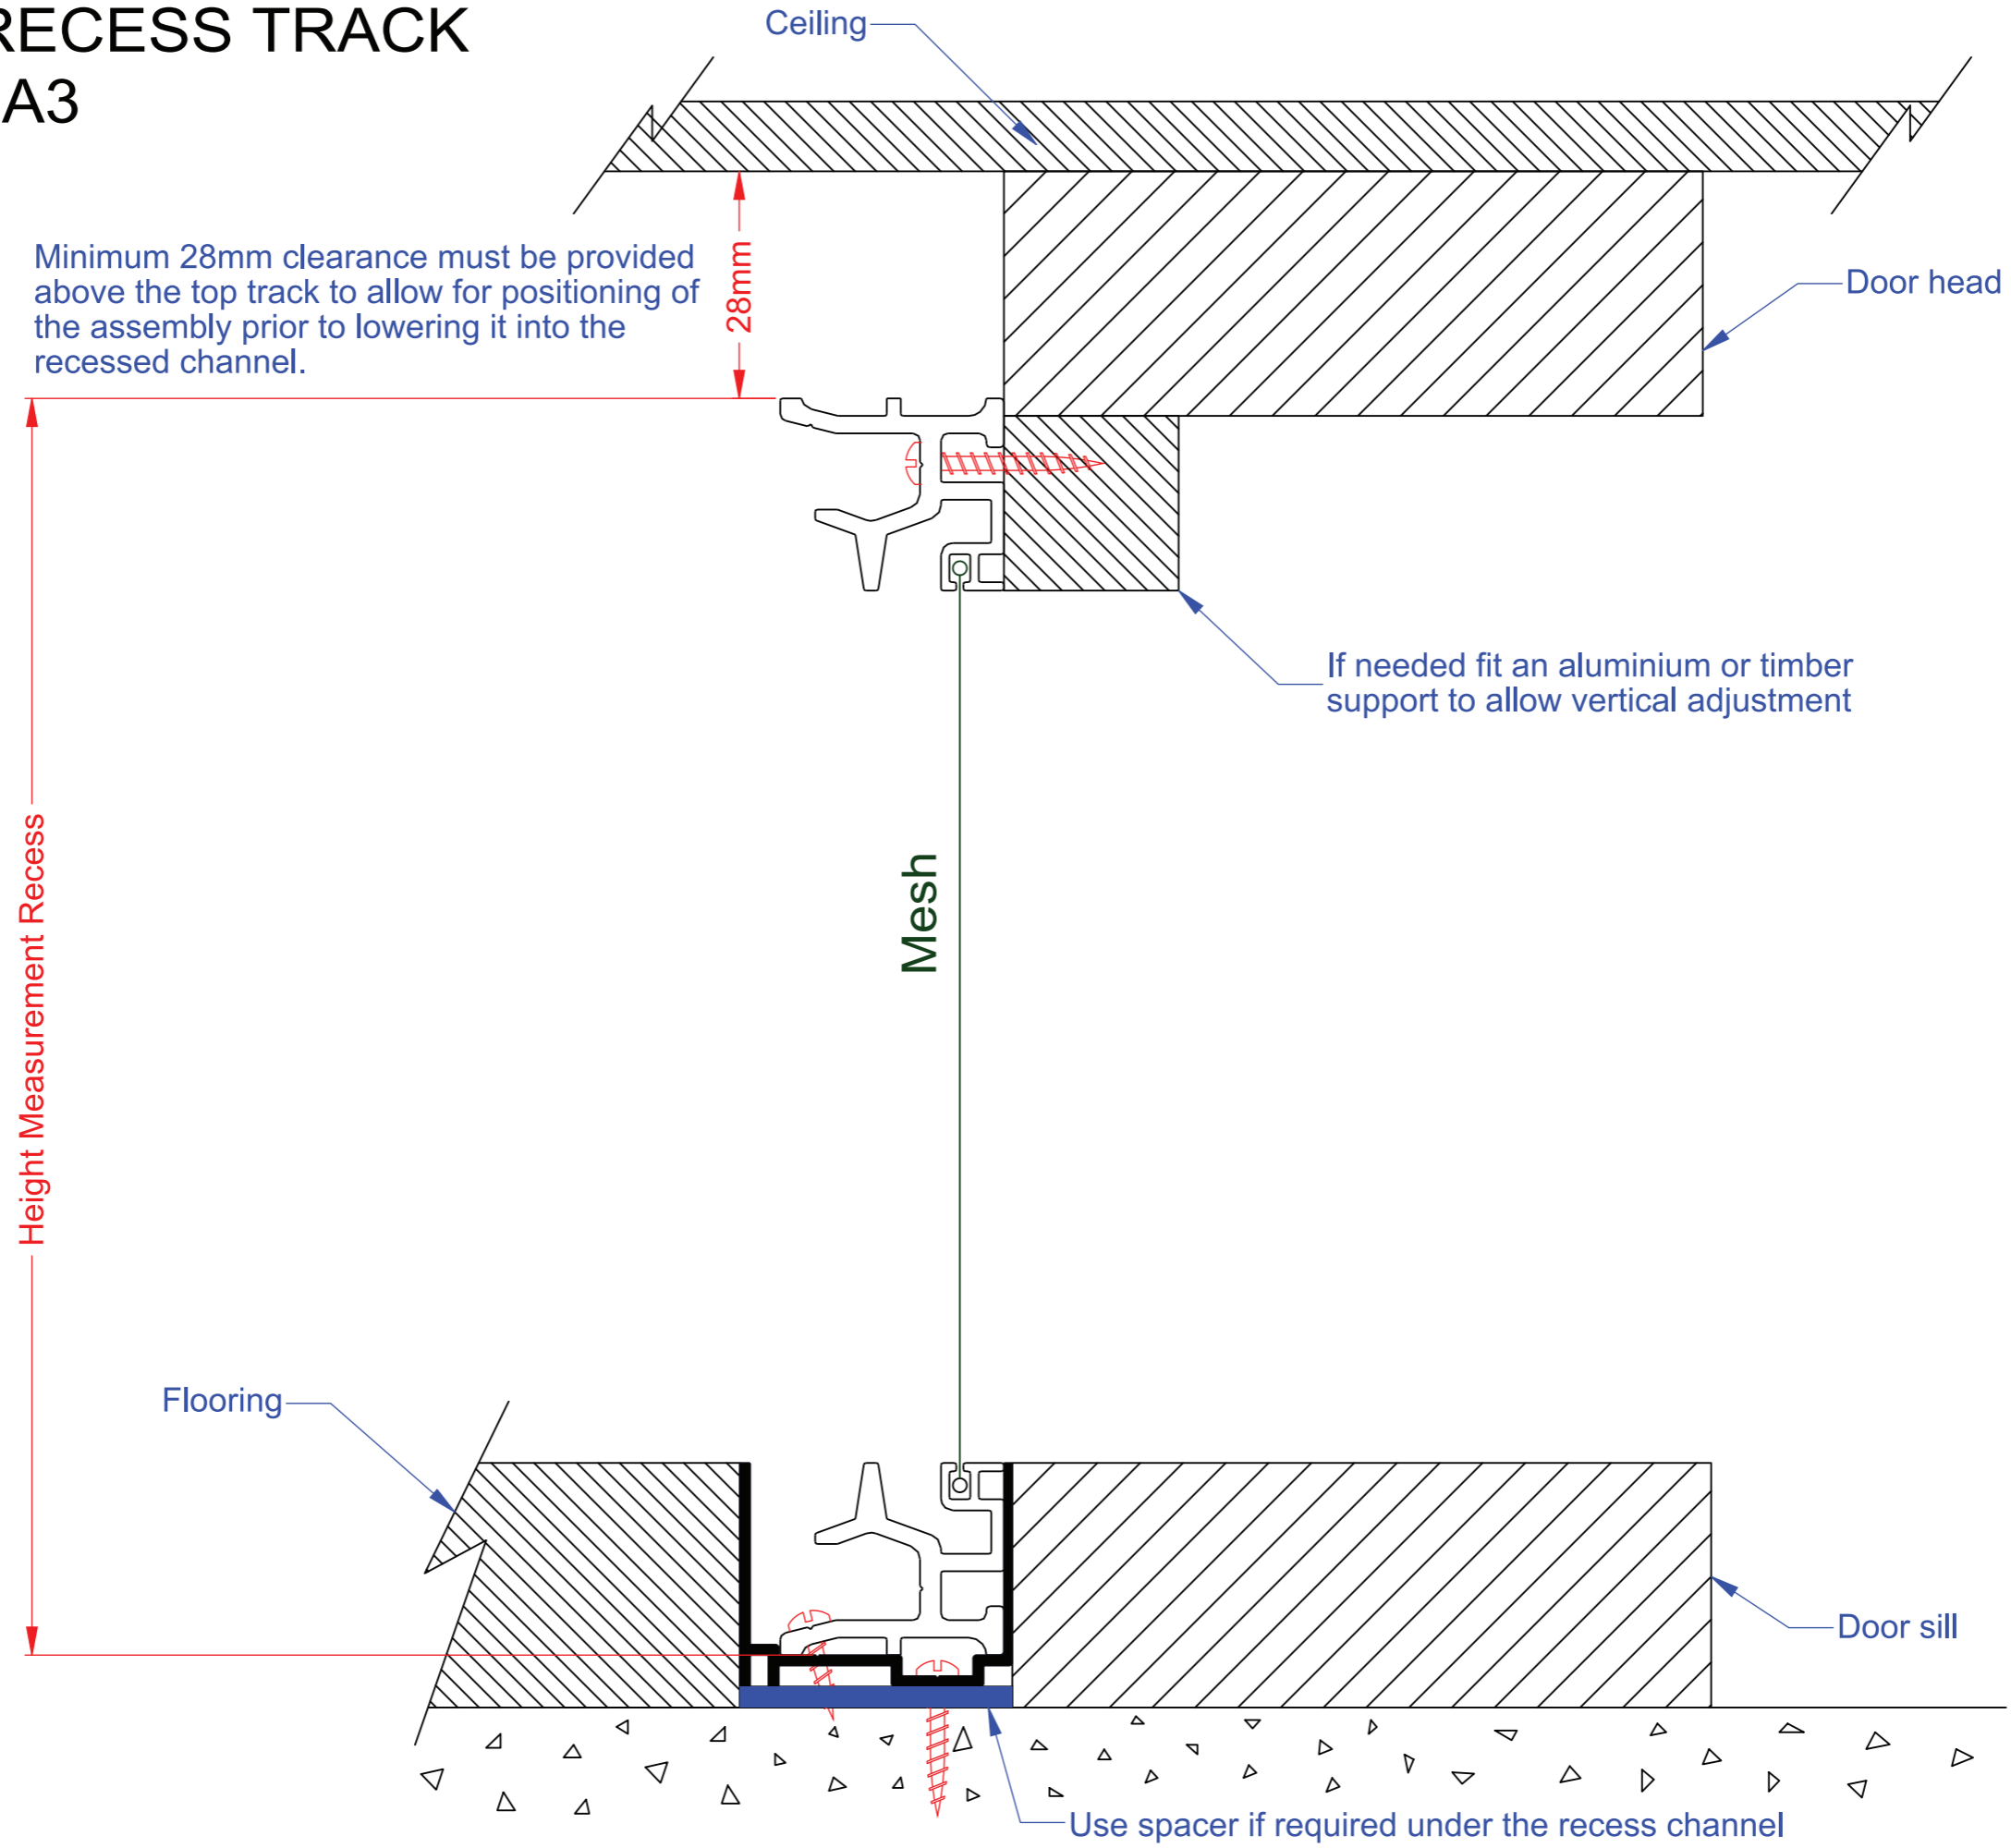 RECESS TRACK
A3
Ceiling
Minimum 28mm clearance must be provided
above the top track to allow for positioning of
the assembly prior to lowering it into the
recessed channel.
28mm
Door head
If needed fit an aluminium or timber
support to allow vertical adjustment
Height Measurement Recess
Mesh
Flooring
Door sill
Use spacer if required under the recess channel